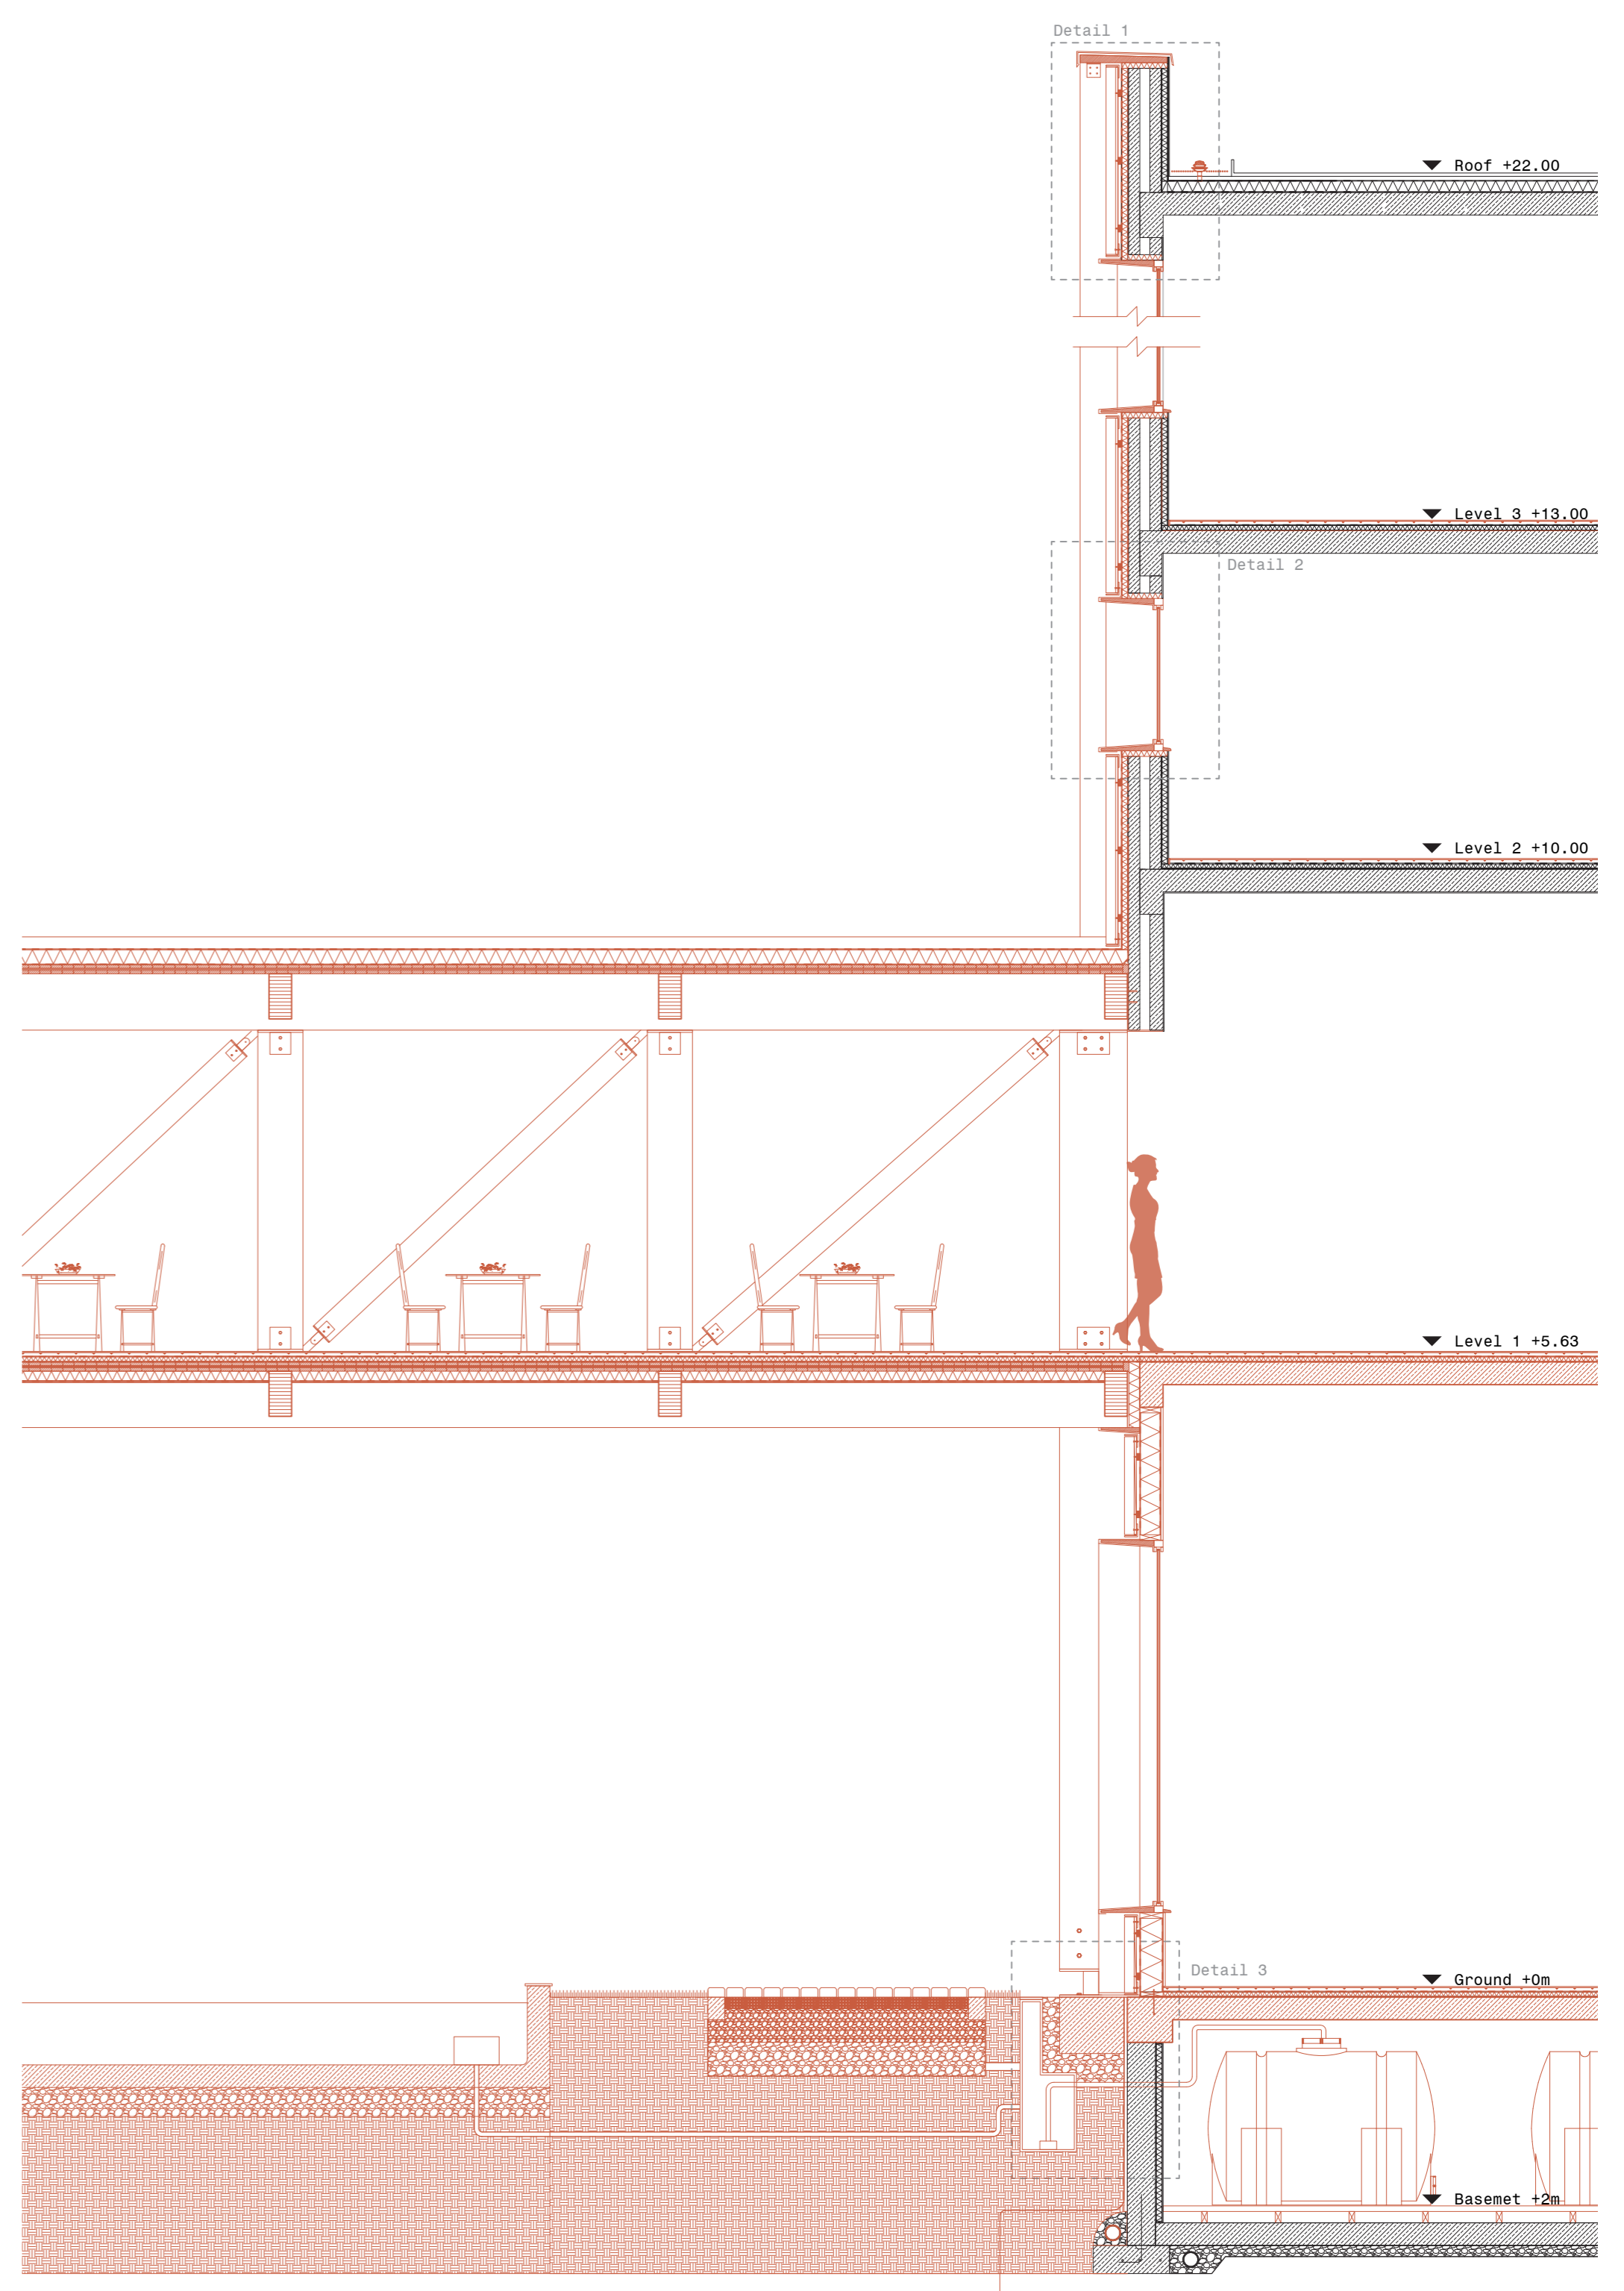 Detail 1
Roof +22.00
Level 3 +13.00
Detail 2
Level 2 +10.00
Level 1 +5.63
Detail 3
Ground +0m
Basemet +2m